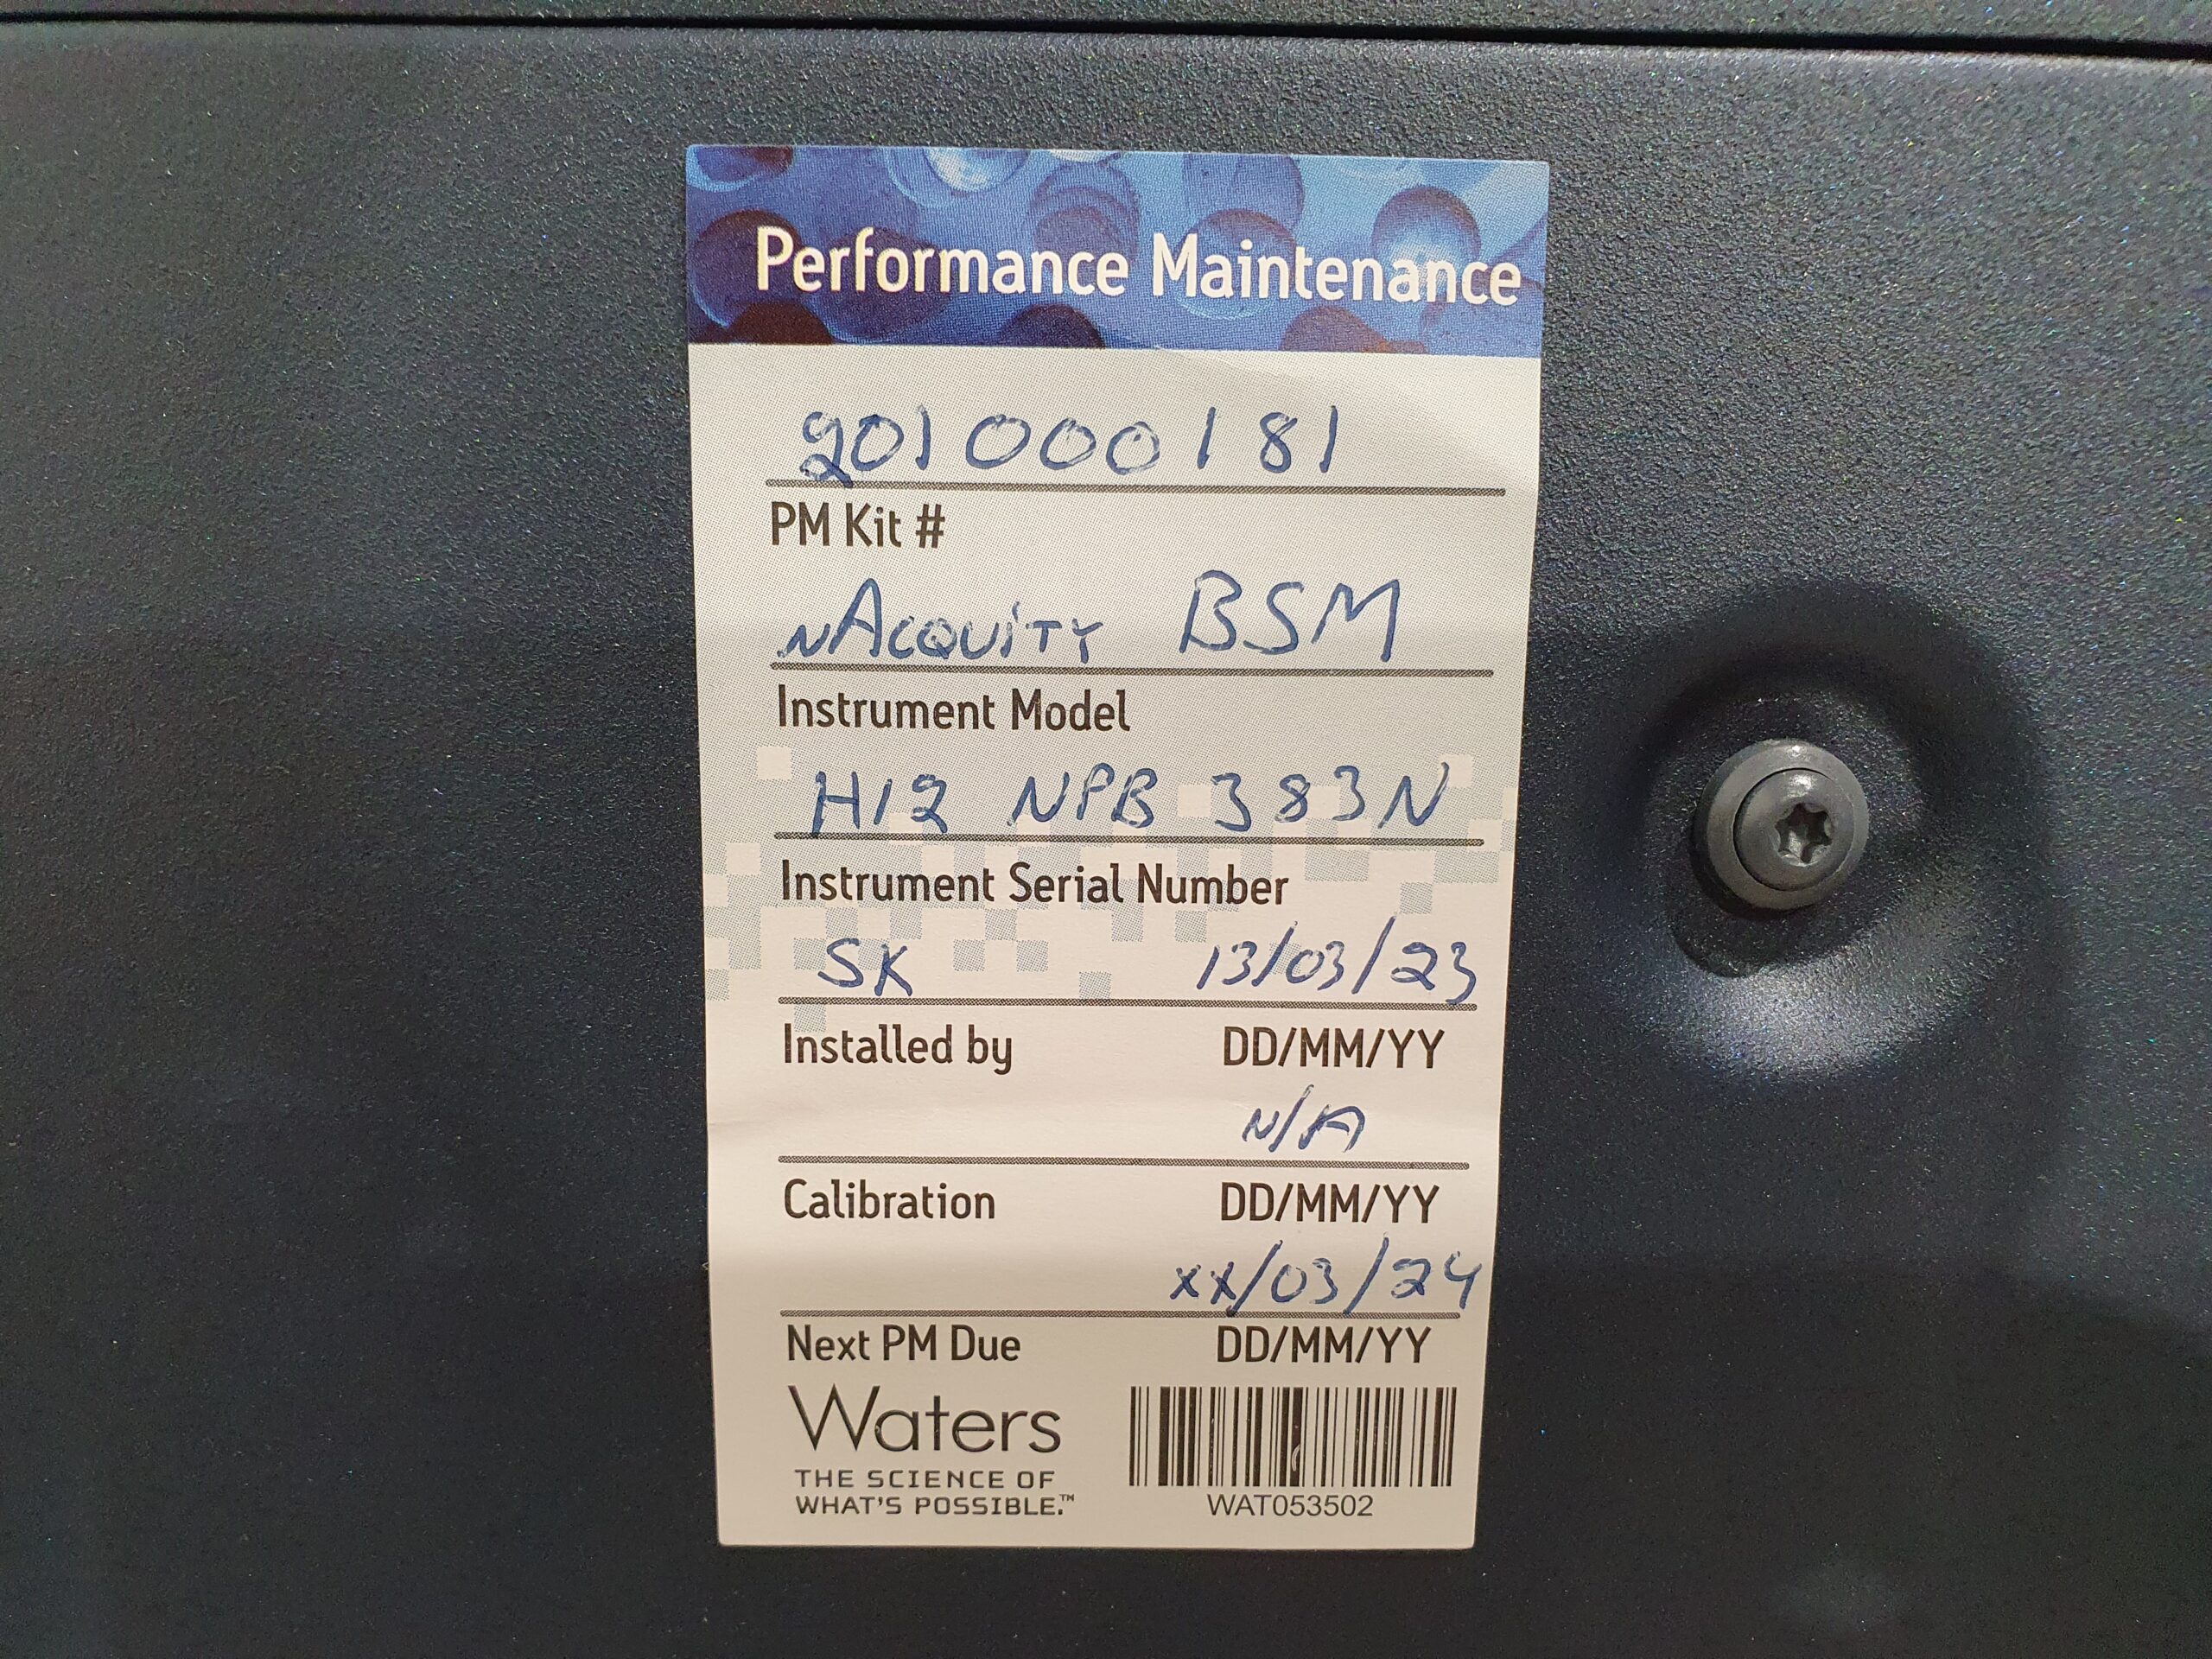 Performance Maintenance
201000181
PM Kit #
nAcquity BSM
Instrument Model
H12 NPB 383N
Instrument Serial Number
SK 13/03/23
Installed by DD/MM/YY
N/A
Calibration DD/MM/YY
xx/03/24
Next PM Due DD/MM/YY
Waters
THE SCIENCE OF
WHAT'S POSSIBLE.™
WAT053502